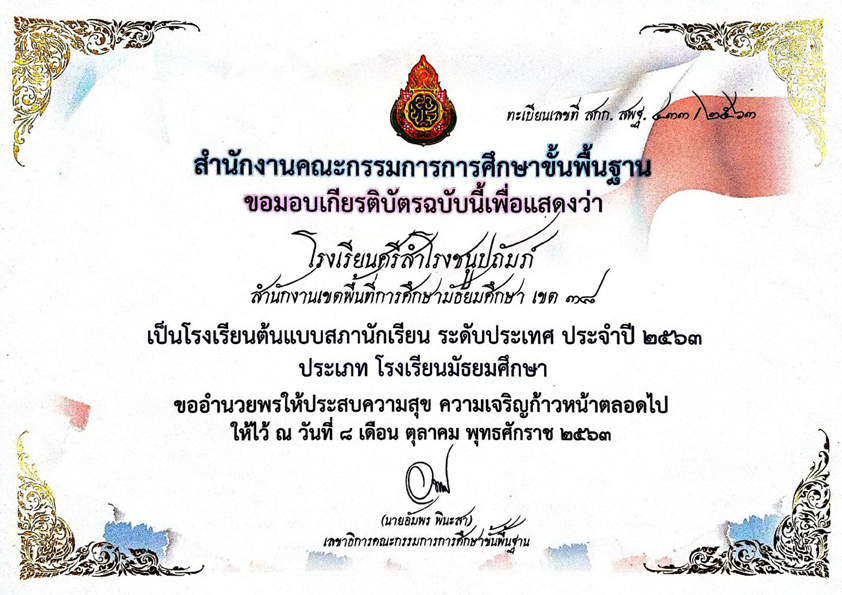 ทะเบียนเลขที่ สกก. สพฐ. ๔๓๓ /๒๕๖๓
สำนักงานคณะกรรมการการศึกษาขั้นพื้นฐาน
ขอมอบเกียรติบัตรฉบับนี้เพื่อแสดงว่า
โรงเรียนศรีสำโรงชนูปถัมภ์
สำนักงานเขตพื้นที่การศึกษามัธยมศึกษา เขต ๓๘
เป็นโรงเรียนต้นแบบสภานักเรียน ระดับประเทศ ประจำปี ๒๕๖๓
ประเภท โรงเรียนมัธยมศึกษา
ขออำนวยพรให้ประสบความสุข ความเจริญก้าวหน้าตลอดไป
ให้ไว้ ณ วันที่ ๘ เดือน ตุลาคม พุทธศักราช ๒๕๖๓
(นายอัมพร พินะสา)
เลขาธิการคณะกรรมการการศึกษาขั้นพื้นฐาน